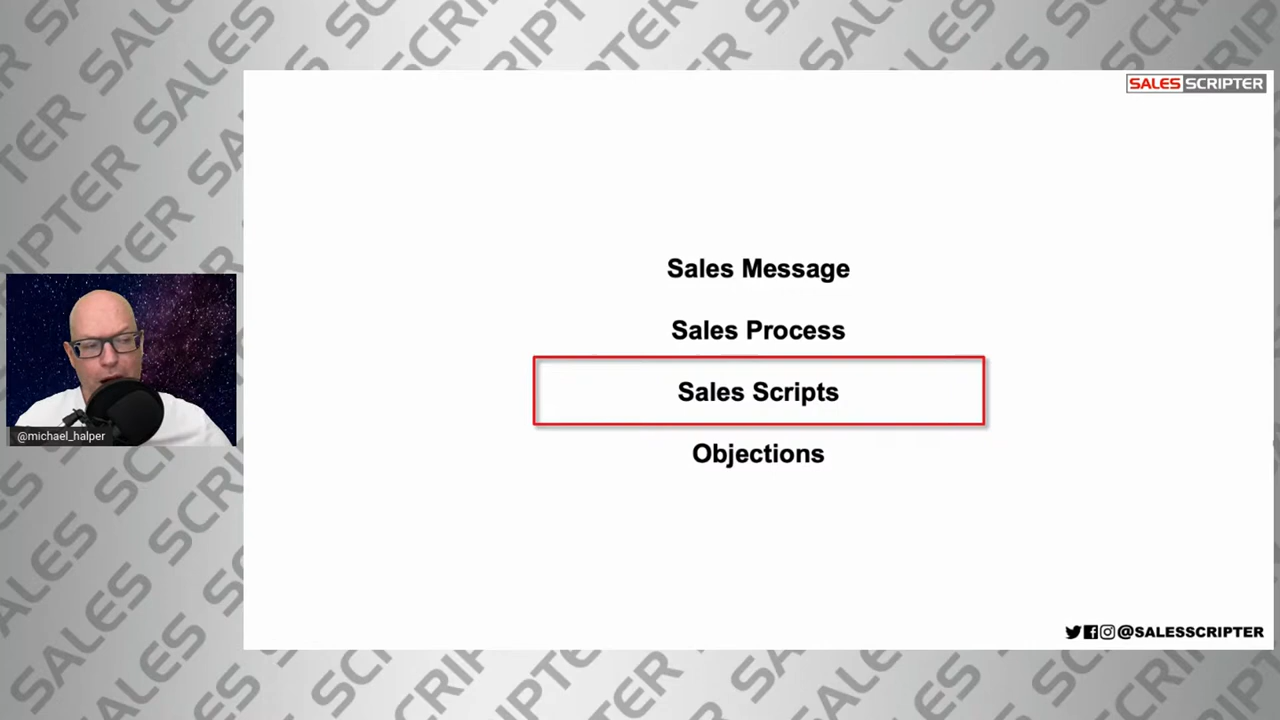 SALES SCRIPTER
Sales Message
Sales Process
Sales Scripts
Objections
@michael_halper
@SALESSCRIPTER